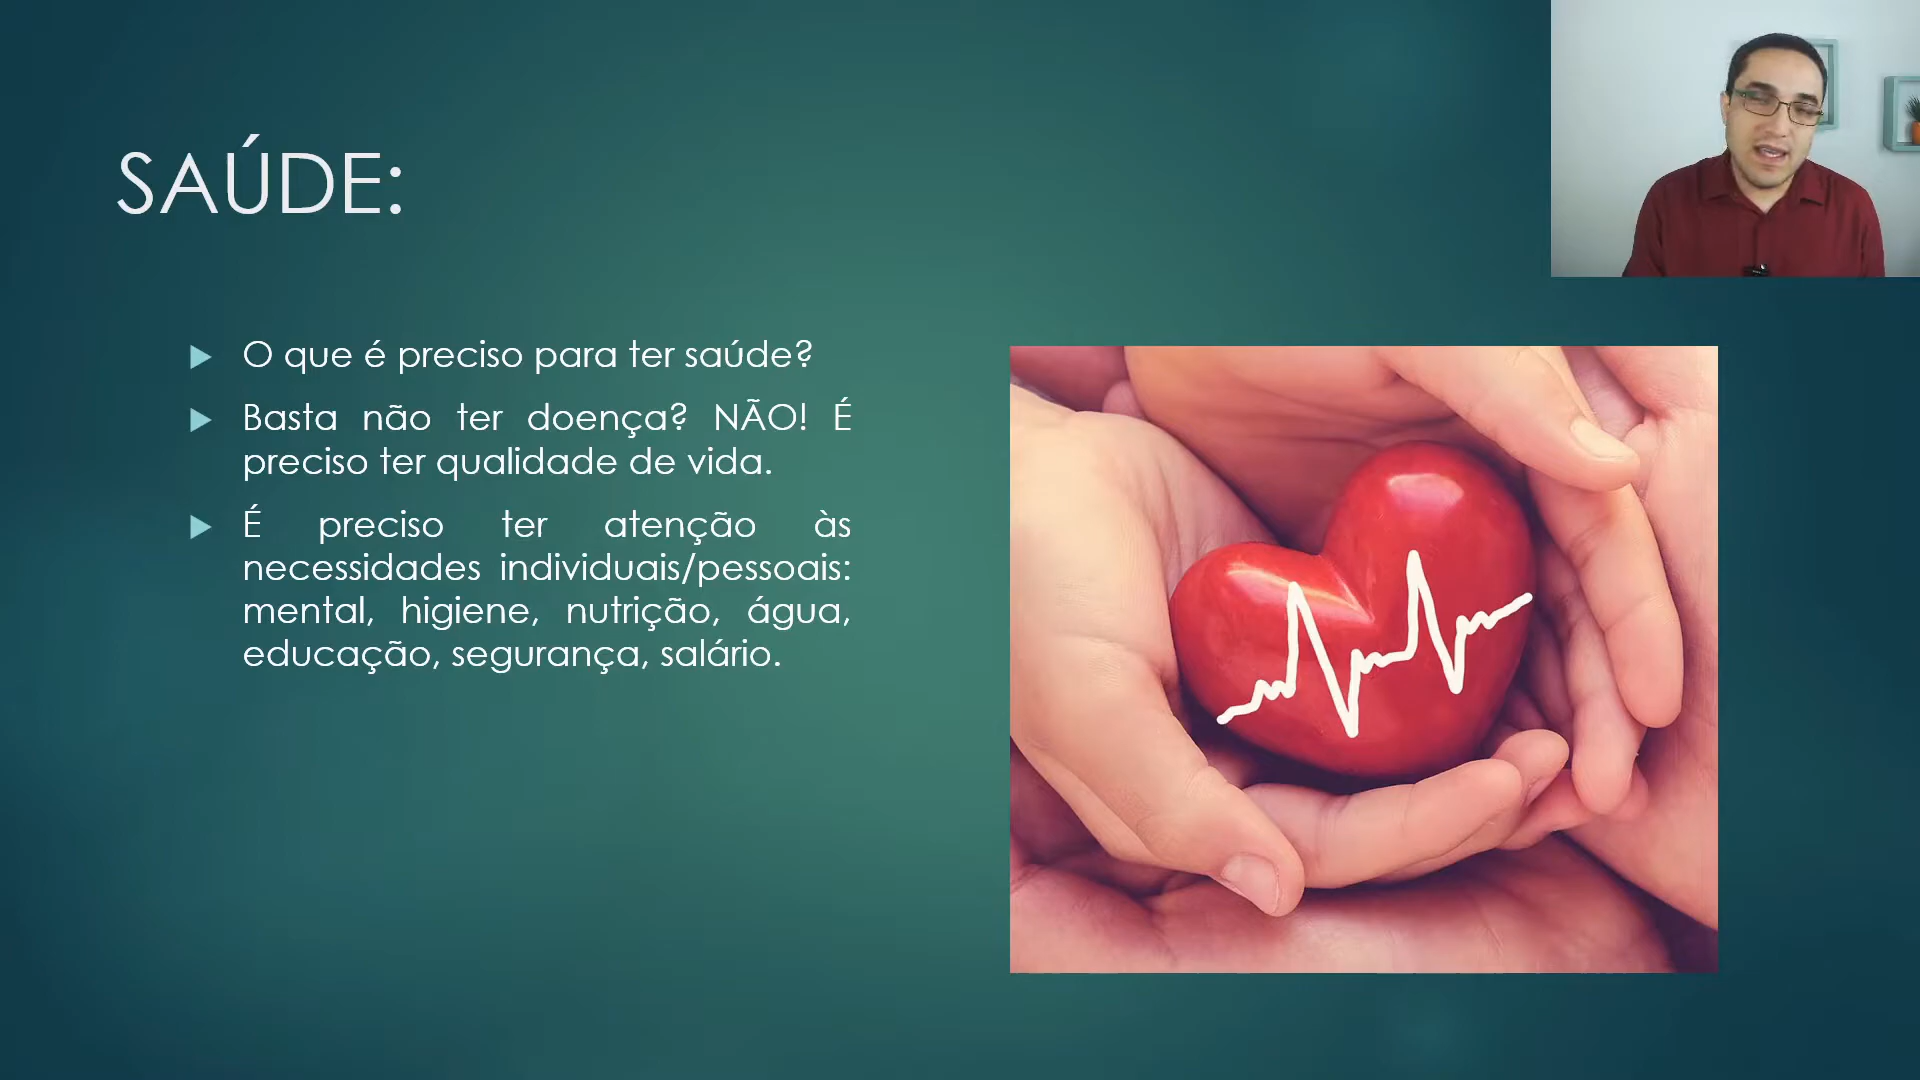 SAÚDE:
O que é preciso para ter saúde?
Basta não ter doença? NÃO! É
preciso ter qualidade de vida.
É preciso ter atenção às
necessidades individuais/pessoais:
mental, higiene, nutrição, água,
educação, segurança, salário.